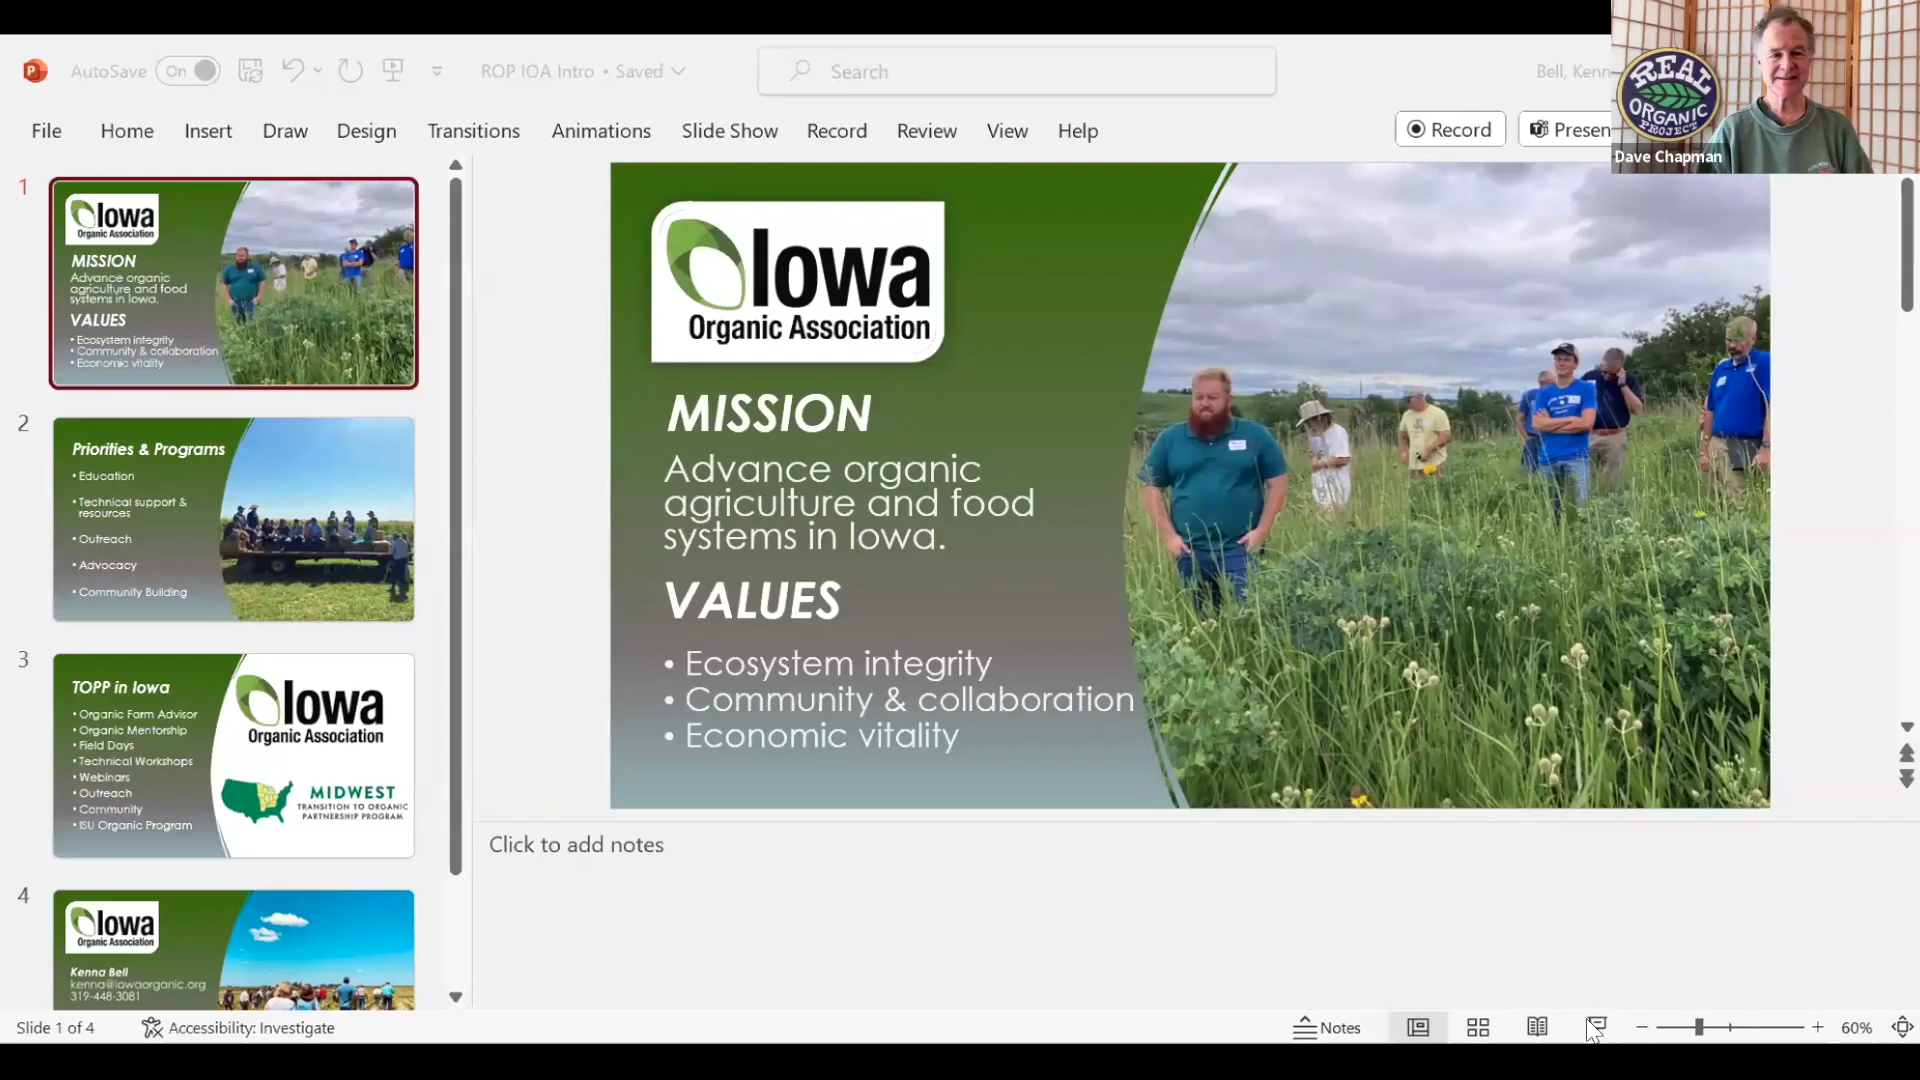 AutoSave On ROP IOA Intro • Saved Search Bell, Kenn
File Home Insert Draw Design Transitions Animations Slide Show Record Review View Help Record Presen
REAL
ORGANIC
PROJECT
Dave Chapman
1
Iowa
Organic Association
MISSION
Advance organic
agriculture and food
systems in Iowa.
VALUES
• Ecosystem integrity
• Community & collaboration
• Economic vitality
2
Priorities & Programs
• Education
• Technical support &
resources
• Outreach
• Advocacy
• Community Building
3
TOPP in Iowa
• Organic Farm Advisor
• Organic Mentorship
• Field Days
• Technical Workshops
• Webinars
• Outreach
• Community
• ISU Organic Program
Iowa
Organic Association
MIDWEST
TRANSITION TO ORGANIC
PARTNERSHIP PROGRAM
4
Iowa
Organic Association
Kenna Bell
kenna@iowaorganic.org
319-448-3081
Iowa
Organic Association
MISSION
Advance organic
agriculture and food
systems in Iowa.
VALUES
• Ecosystem integrity
• Community & collaboration
• Economic vitality
Click to add notes
Slide 1 of 4 Accessibility: Investigate Notes 60%